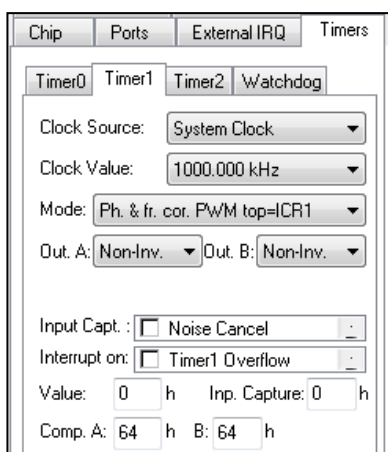 Chip Ports External IRQ Timers
Timer0 Timer1 Timer2 Watchdog
Clock Source: System Clock
Clock Value: 1000.000 kHz
Mode: Ph. & fr. cor. PWM top=ICR1
Out. A: Non-Inv. Out. B: Non-Inv.
Input Capt. : Noise Cancel
Interrupt on: Timer1 Overflow
Value: 0 h Inp. Capture: 0 h
Comp. A: 64 h B: 64 h